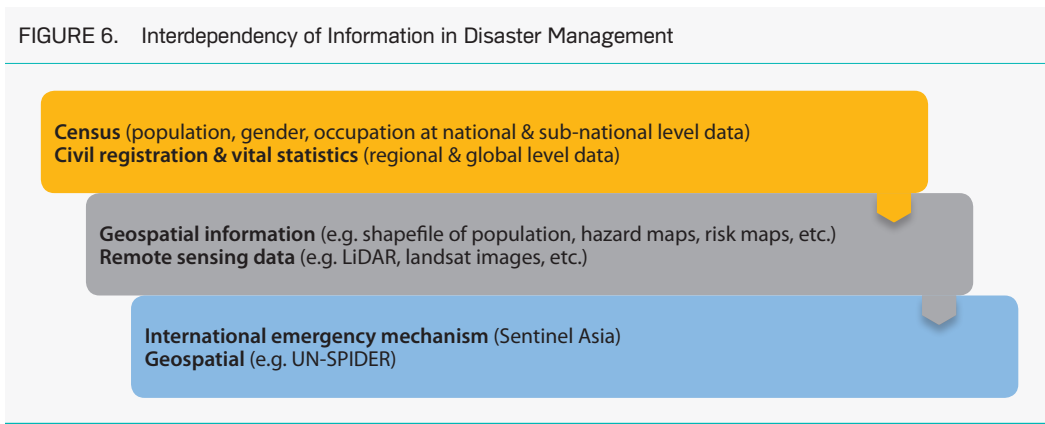 FIGURE 6. Interdependency of Information in Disaster Management
Census (population, gender, occupation at national & sub-national level data)
Civil registration & vital statistics (regional & global level data)
Geospatial information (e.g. shapefile of population, hazard maps, risk maps, etc.)
Remote sensing data (e.g. LiDAR, landsat images, etc.)
International emergency mechanism (Sentinel Asia)
Geospatial (e.g. UN-SPIDER)